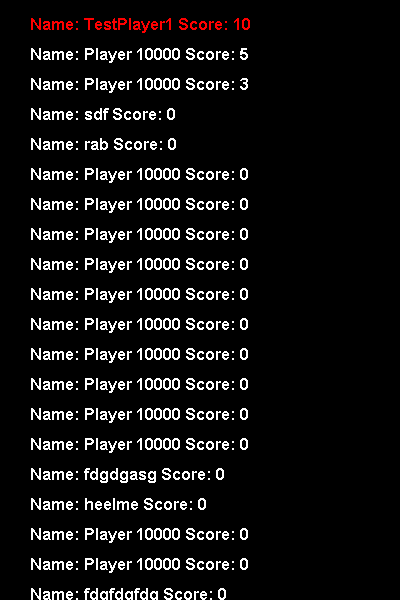 Name: TestPlayer1 Score: 10
Name: Player 10000 Score: 5
Name: Player 10000 Score: 3
Name: sdf Score: 0
Name: rab Score: 0
Name: Player 10000 Score: 0
Name: Player 10000 Score: 0
Name: Player 10000 Score: 0
Name: Player 10000 Score: 0
Name: Player 10000 Score: 0
Name: Player 10000 Score: 0
Name: Player 10000 Score: 0
Name: Player 10000 Score: 0
Name: Player 10000 Score: 0
Name: Player 10000 Score: 0
Name: fdgdgasg Score: 0
Name: heelme Score: 0
Name: Player 10000 Score: 0
Name: Player 10000 Score: 0
Name: fdgfdgfdg Score: 0